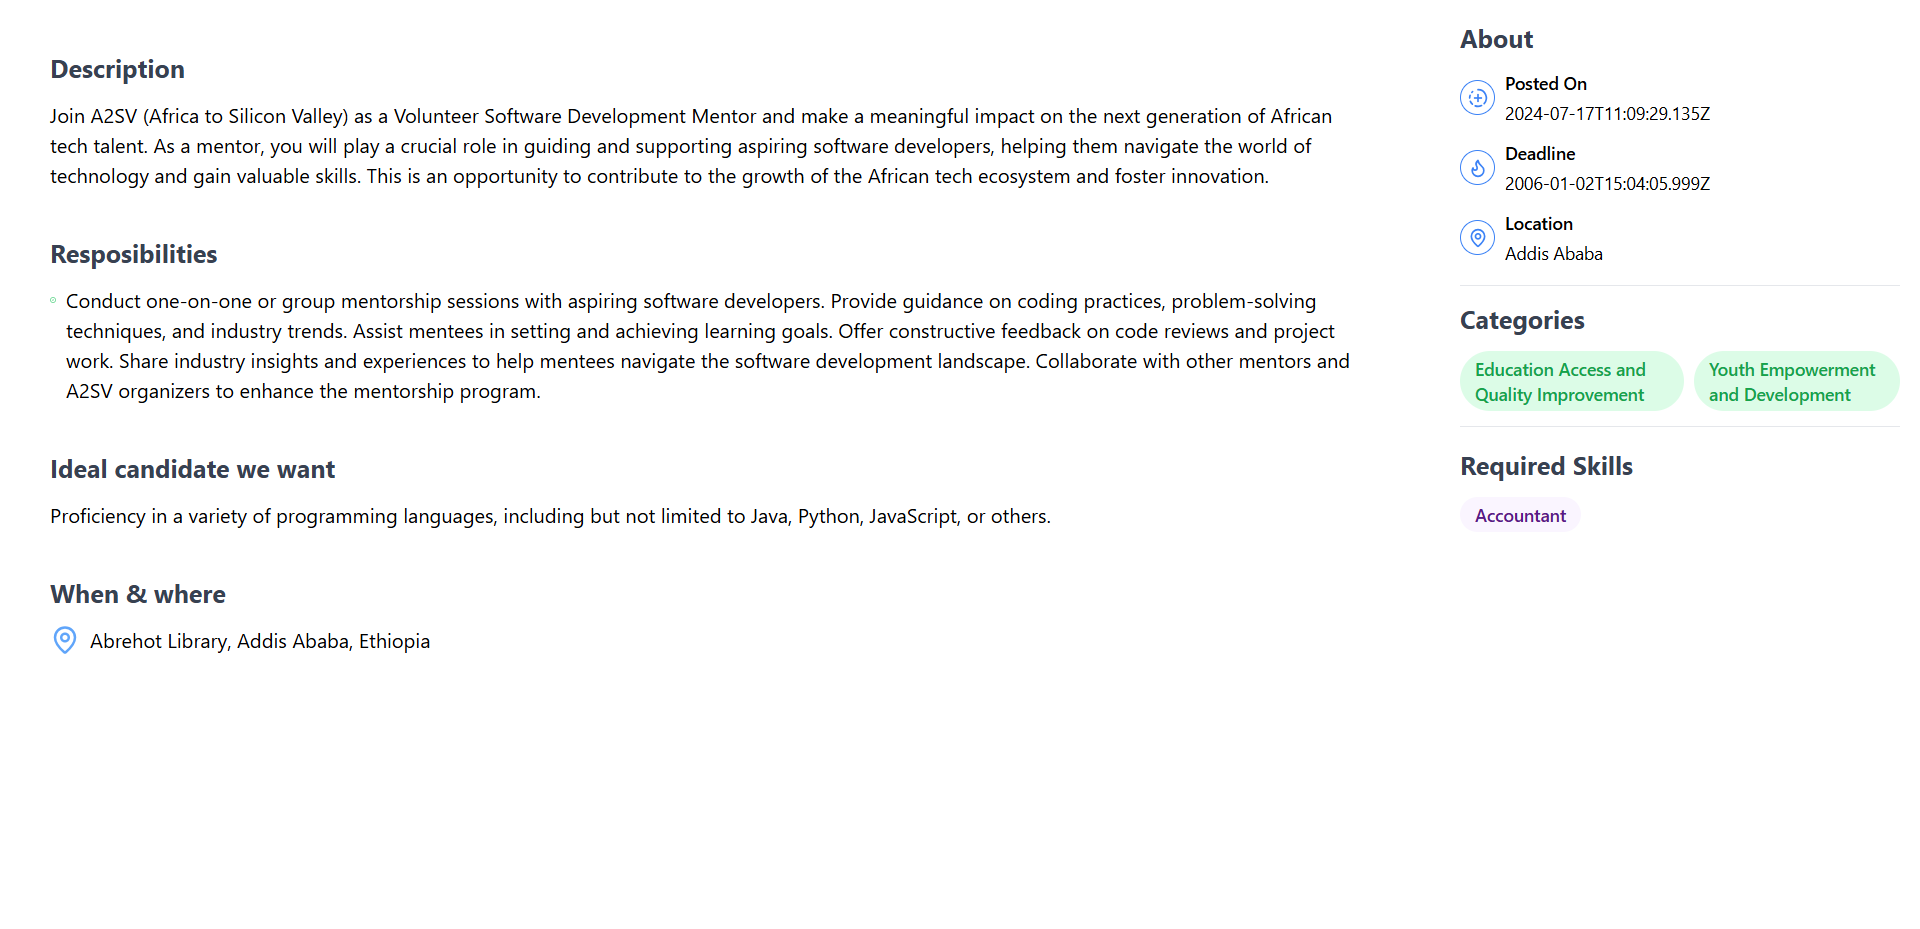 Description
Join A2SV (Africa to Silicon Valley) as a Volunteer Software Development Mentor and make a meaningful impact on the next generation of African
tech talent. As a mentor, you will play a crucial role in guiding and supporting aspiring software developers, helping them navigate the world of
technology and gain valuable skills. This is an opportunity to contribute to the growth of the African tech ecosystem and foster innovation.
Resposibilities
Conduct one-on-one or group mentorship sessions with aspiring software developers. Provide guidance on coding practices, problem-solving
techniques, and industry trends. Assist mentees in setting and achieving learning goals. Offer constructive feedback on code reviews and project
work. Share industry insights and experiences to help mentees navigate the software development landscape. Collaborate with other mentors and
A2SV organizers to enhance the mentorship program.
Ideal candidate we want
Proficiency in a variety of programming languages, including but not limited to Java, Python, JavaScript, or others.
When & where
Abrehot Library, Addis Ababa, Ethiopia
About
Posted On
2024-07-17T11:09:29.135Z
Deadline
2006-01-02T15:04:05.999Z
Location
Addis Ababa
Categories
Education Access and
Quality Improvement
Youth Empowerment
and Development
Required Skills
Accountant